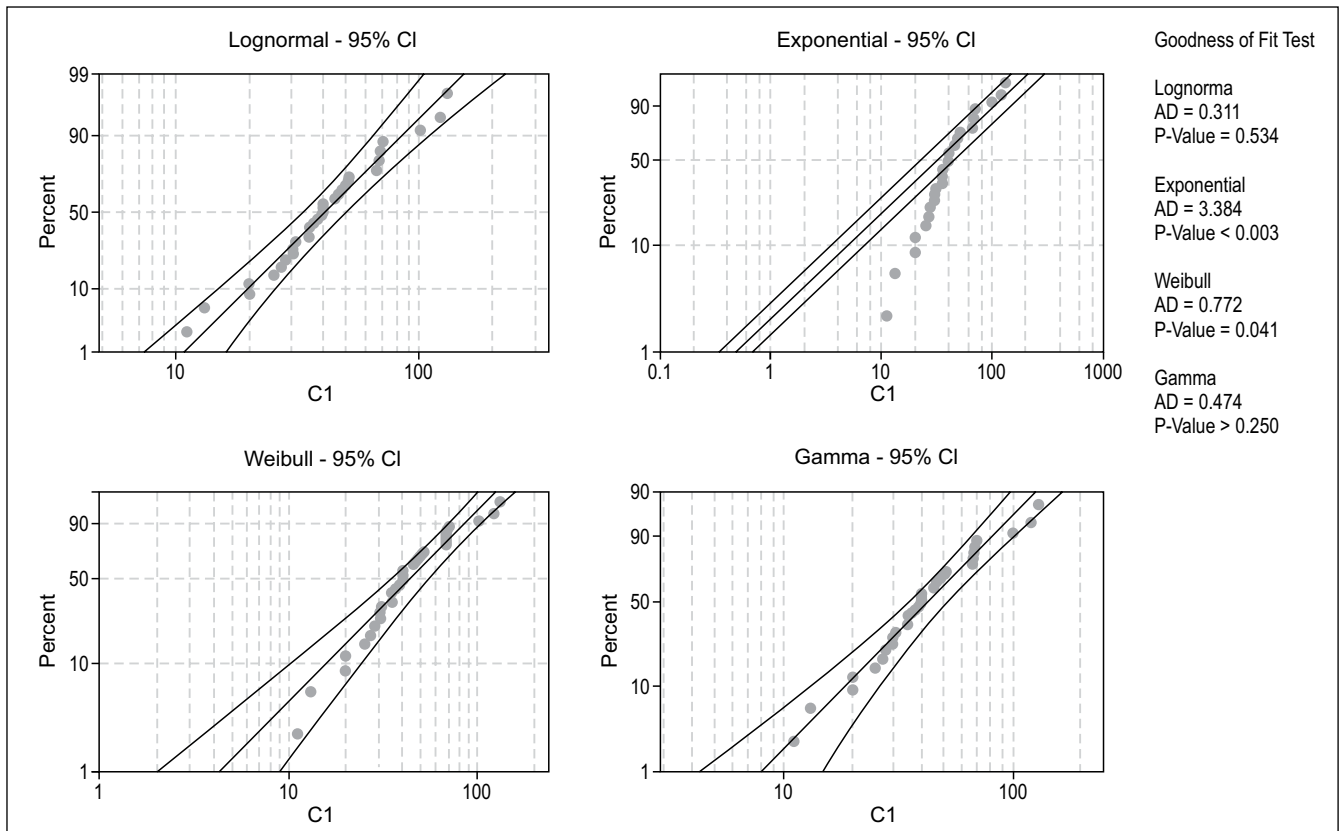 Lognormal - 95% CI
99
90
50
10
1
Percent
10
100
C1
Exponential - 95% CI
90
50
10
1
Percent
0.1
1
10
100
1000
C1
Goodness of Fit Test
Lognorma
AD = 0.311
P-Value = 0.534
Exponential
AD = 3.384
P-Value < 0.003
Weibull
AD = 0.772
P-Value = 0.041
Gamma
AD = 0.474
P-Value > 0.250
Weibull - 95% CI
90
50
10
1
Percent
1
10
100
C1
Gamma - 95% CI
90
90
50
10
1
Percent
10
100
C1